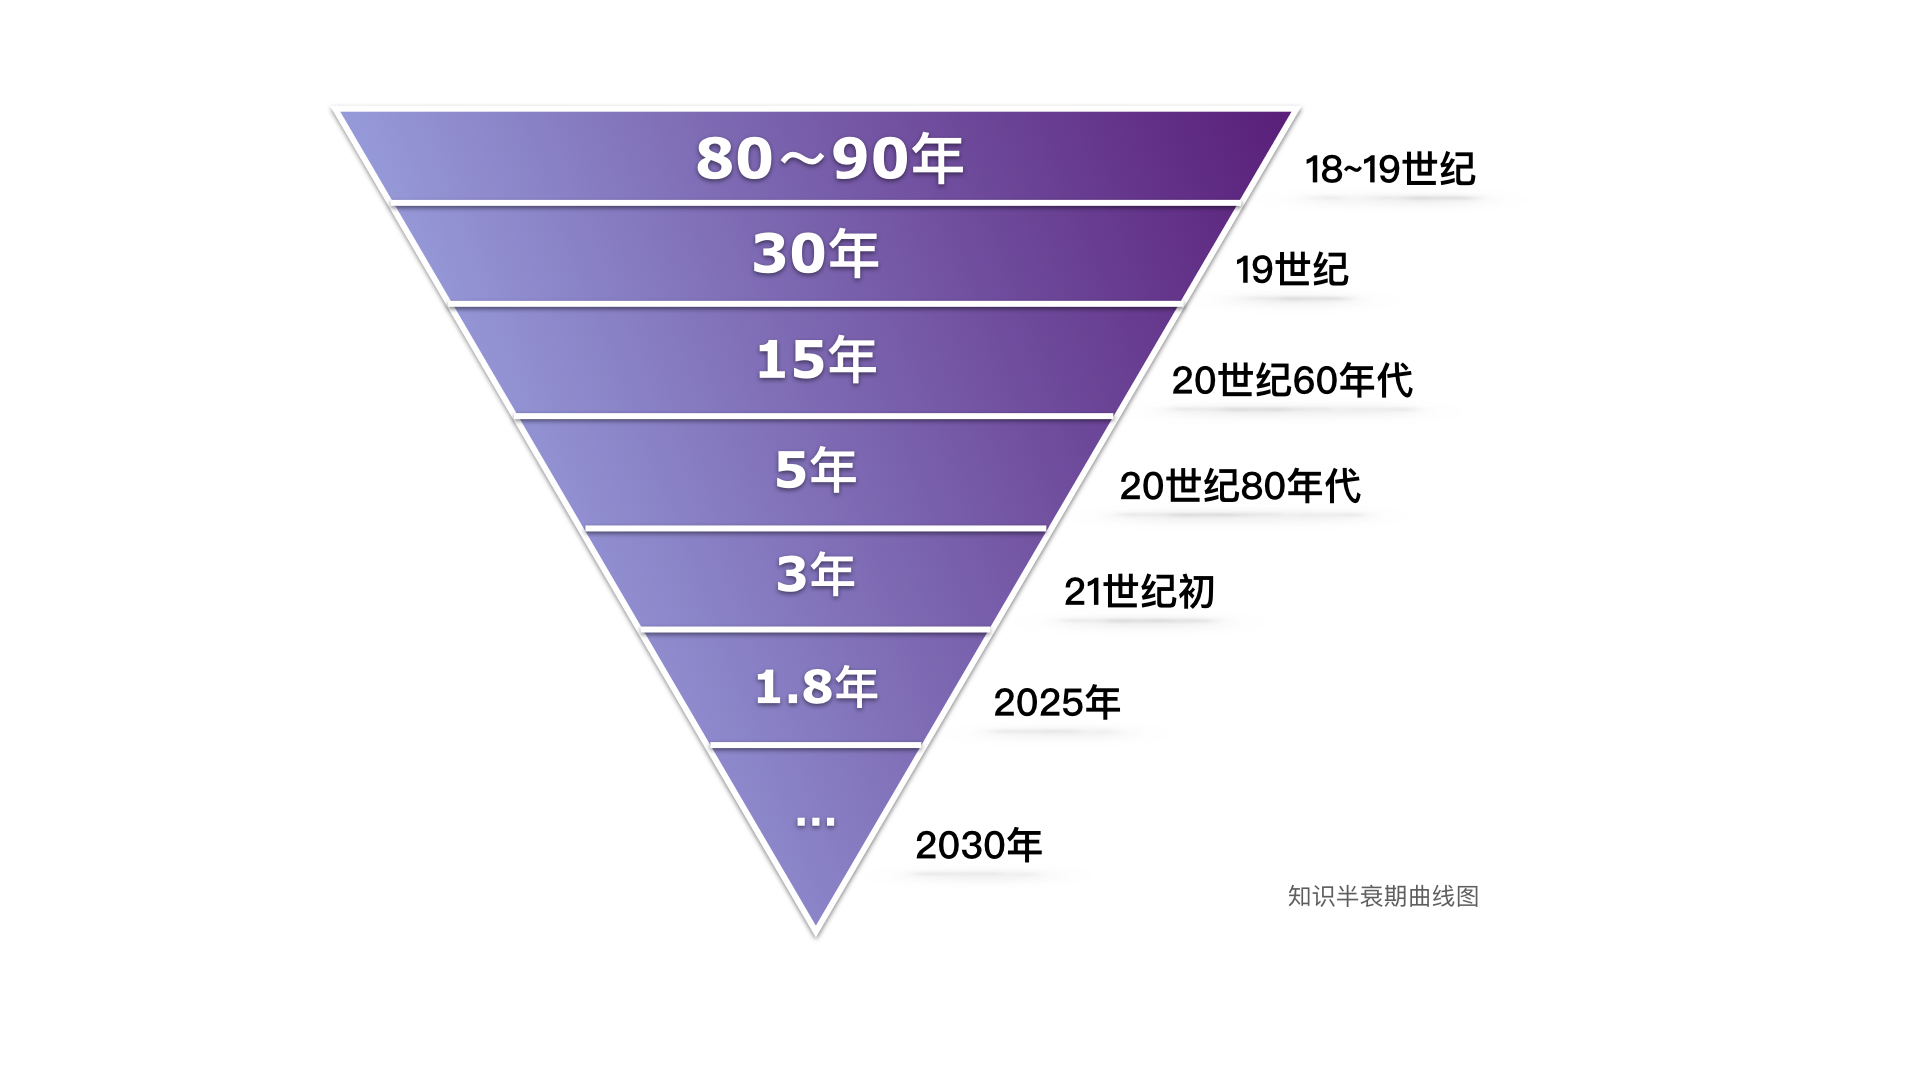 80～90年
18~19世纪
30年
19世纪
15年
20世纪60年代
5年
20世纪80年代
3年
21世纪初
1.8年
2025年
...
2030年
知识半衰期曲线图